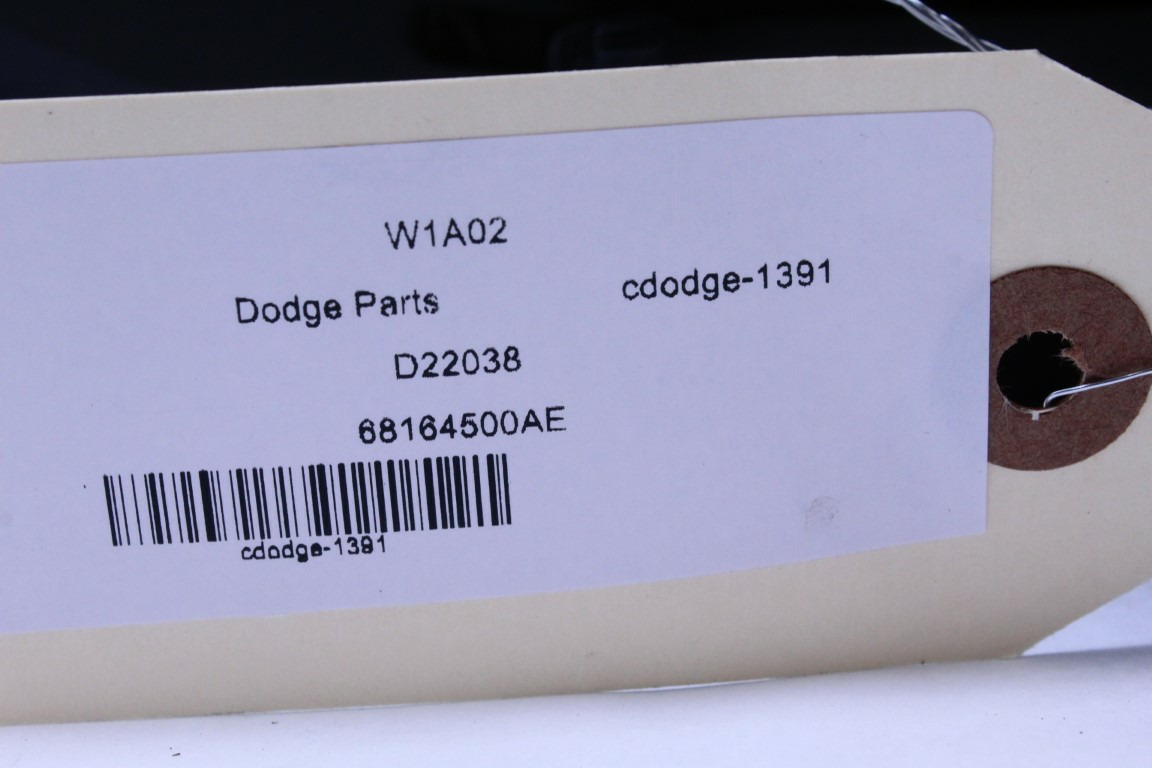 W1A02
Dodge Parts cdodge-1391
D22038
68164500AE
cdodge-1391